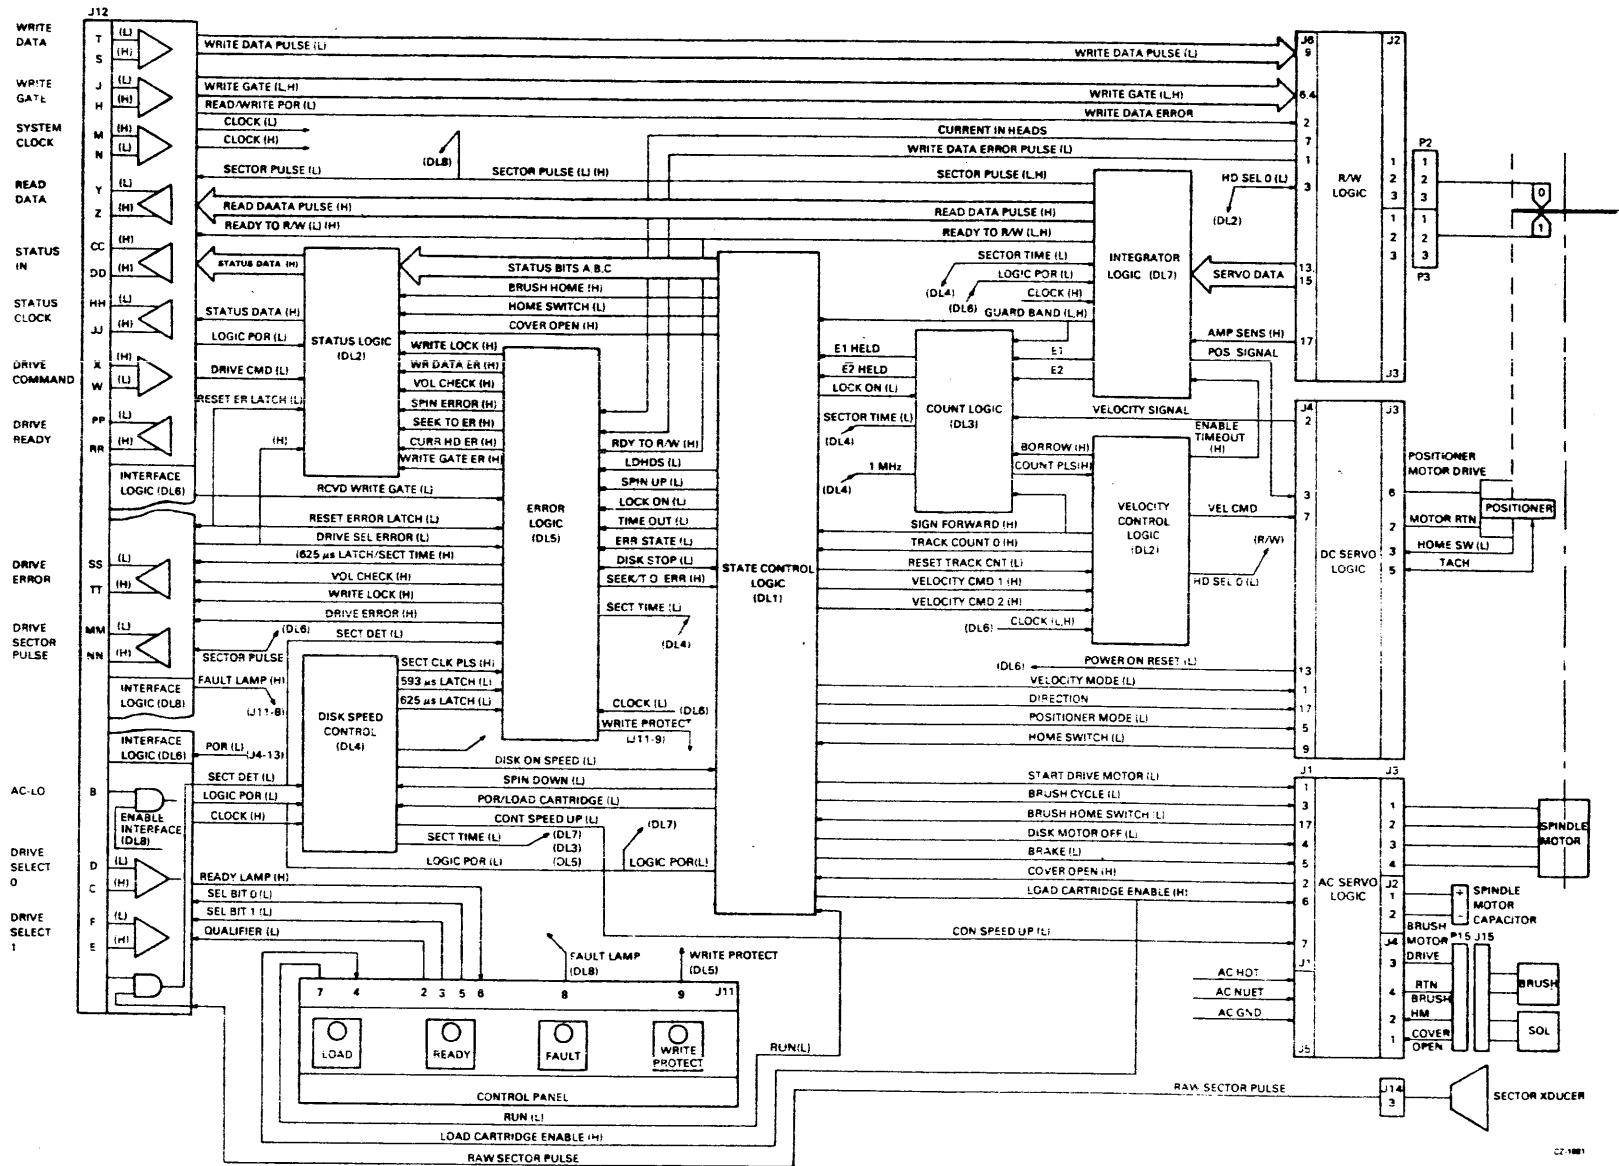 J12
WRITE DATA
T
(L)
S
(H)
WRITE DATA PULSE (L)
WRITE DATA PULSE (L)
WRITE GATE
J
(L)
H
(H)
WRITE GATE (L,H)
WRITE GATE (L,H)
READ/WRITE POR (L)
WRITE DATA ERROR
SYSTEM CLOCK
M
(H)
N
(L)
CLOCK (L)
CLOCK (H)
(DL8)
CURRENT IN HEADS
WRITE DATA ERROR PULSE (L)
READ DATA
Y
(L)
Z
(H)
SECTOR PULSE (L)
SECTOR PULSE (L) (H)
SECTOR PULSE (L,H)
READ DAATA PULSE (H)
READ DATA PULSE (H)
READY TO R/W (L) (H)
READY TO R/W (L,H)
STATUS IN
CC
(H)
DD
(H)
STATUS DATA (H)
STATUS BITS A,B,C
BRUSH HOME (H)
HOME SWITCH (L)
COVER OPEN (H)
STATUS CLOCK
HH
(L)
JJ
(H)
STATUS DATA (H)
LOGIC POR (L)
STATUS LOGIC (DL2)
DRIVE COMMAND
X
(H)
W
(L)
DRIVE CMD (L)
RESET ER LATCH (L)
DRIVE READY
PP
(L)
RR
(H)
(H)
INTERFACE LOGIC (DL6)
WRITE LOCK (H)
WR DATA ER (H)
VOL CHECK (H)
SPIN ERROR (H)
SEEK TO ER (H)
CURR HD ER (H)
WRITE GATE ER (H)
RCVD WRITE GATE (L)
RESET ERROR LATCH (L)
DRIVE SEL ERROR (L)
(625 µs LATCH/SECT TIME (H)
VOL CHECK (H)
WRITE LOCK (H)
DRIVE ERROR (H)
SECT DET (L)
DRIVE ERROR
SS
(L)
TT
(H)
DRIVE SECTOR PULSE
MM
(L)
NN
(H)
SECTOR PULSE
(DL6)
INTERFACE LOGIC (DL8)
FAULT LAMP (H)
(J11-8)
ERROR LOGIC (DL5)
RDY TO R/W (H)
LDHDS (L)
SPIN UP (L)
LOCK ON (L)
TIME OUT (L)
ERR STATE (L)
DISK STOP (L)
SEEK/T O ERR (H)
SECT TIME (L)
(DL4)
CLOCK (L)
(DL6)
WRITE PROTECT
(J11-9)
DISK SPEED CONTROL (DL4)
SECT CLK PLS (H)
593 µs LATCH (L)
625 µs LATCH (L)
DISK ON SPEED (L)
SPIN DOWN (L)
POR/LOAD CARTRIDGE (L)
CONT SPEED UP (L)
SECT TIME (L)
(DL7)
(DL3)
(DL5)
(DL7)
LOGIC POR (L)
LOGIC POR(L)
INTERFACE LOGIC (DL6)
POR (L)
(J4-13)
SECT DET (L)
LOGIC POR (L)
CLOCK (H)
AC-LO
B
ENABLE INTERFACE (DL8)
DRIVE SELECT 0
D
(L)
C
(H)
DRIVE SELECT 1
F
(L)
E
(H)
READY LAMP (H)
SEL BIT 0 (L)
SEL BIT 1 (L)
QUALIFIER (L)
STATE CONTROL LOGIC (DL1)
INTEGRATOR LOGIC (DL7)
SECTOR TIME (L)
(DL4)
LOGIC POR (L)
(DL6)
CLOCK (H)
GUARD BAND (L,H)
HD SEL 0 (L)
(DL2)
SERVO DATA
AMP SENS (H)
POS SIGNAL
E1 HELD
E1
E2 HELD
E2
LOCK ON (L)
COUNT LOGIC (DL3)
SECTOR TIME (L)
(DL4)
1 MHz
(DL4)
VELOCITY SIGNAL
ENABLE TIMEOUT (H)
BORROW (H)
COUNT PLS(H)
VELOCITY CONTROL LOGIC (DL2)
VEL CMD
(R/W)
HD SEL 0 (L)
SIGN FORWARD (H)
TRACK COUNT 0 (H)
RESET TRACK CNT (L)
VELOCITY CMD 1 (H)
VELOCITY CMD 2 (H)
(DL6)
CLOCK (L,H)
(DL6)
POWER ON RESET (L)
VELOCITY MODE (L)
DIRECTION
POSITIONER MODE (L)
HOME SWITCH (L)
START DRIVE MOTOR (L)
BRUSH CYCLE (L)
BRUSH HOME SWITCH (L)
DISK MOTOR OFF (L)
BRAKE (L)
COVER OPEN (H)
LOAD CARTRIDGE ENABLE (H)
CON SPEED UP (L)
AC HOT
AC NUET
AC GND
J6
9
6,4
2
7
1
3
13,
15
17
R/W LOGIC
J2
1
2
3
1
2
3
J3
P2
1
2
3
1
2
3
P3
0
1
J4
2
3
7
13
1
17
5
9
DC SERVO LOGIC
J3
6
2
3
5
POSITIONER MOTOR DRIVE
MOTOR RTN
POSITIONER
HOME SW (L)
TACH
J1
1
3
17
4
5
2
6
7
J1
J5
AC SERVO LOGIC
J3
1
2
3
4
J2
1
2
J4
3
4
2
1
SPINDLE MOTOR
+
-
SPINDLE MOTOR CAPACITOR
BRUSH MOTOR DRIVE
RTN
BRUSH HM
COVER OPEN
P15
J15
BRUSH
SOL
FAULT LAMP
(DL8)
WRITE PROTECT
(DL5)
7
4
2
3
5
6
8
9
J11
LOAD
READY
FAULT
WRITE PROTECT
CONTROL PANEL
RUN(L)
RUN (L)
LOAD CARTRIDGE ENABLE (H)
RAW SECTOR PULSE
RAW SECTOR PULSE
J14
3
SECTOR XDUCER
CZ-1081